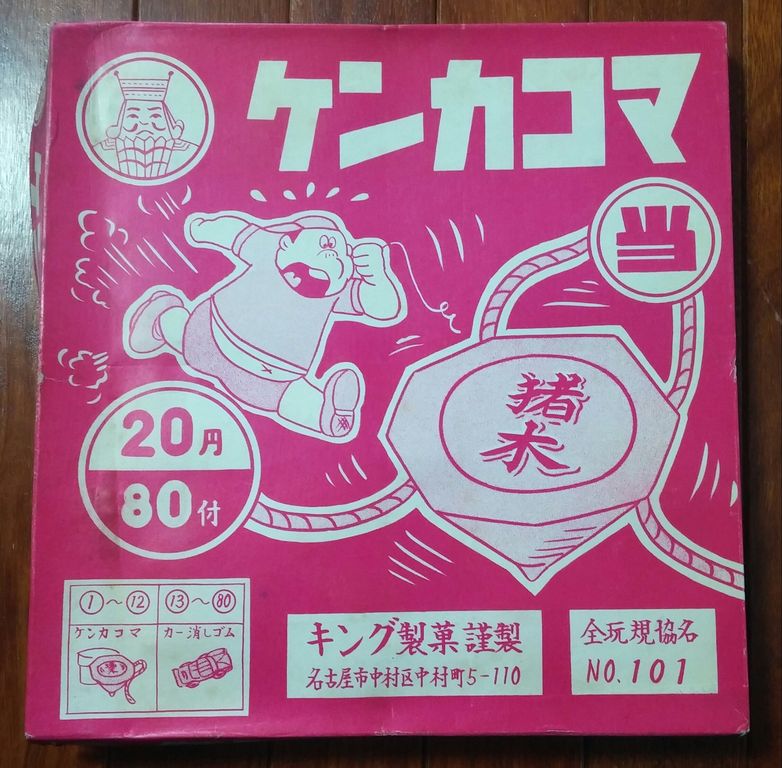 ケンカコマ
当
猪木
20円
80付
①～⑫ ⑬～⑧⓪
ケンカコマ カー消しゴム
キング製菓謹製
名古屋市中村区中村町5-110
全玩規協名
NO.101